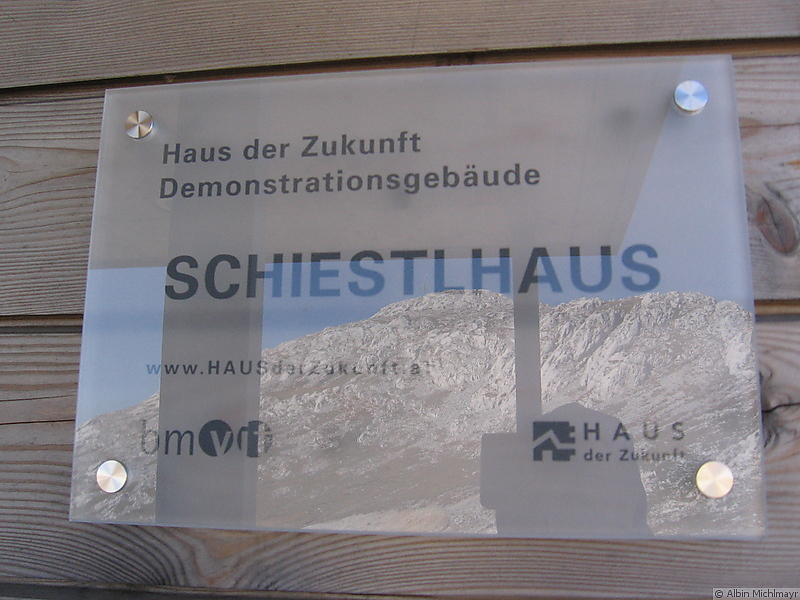 Haus der Zukunft
Demonstrationsgebäude
SCHIESTLHAUS
www.HAUSderZukunft.at
bmvit
HAUS
der Zukunft
© Albin Michlmayr